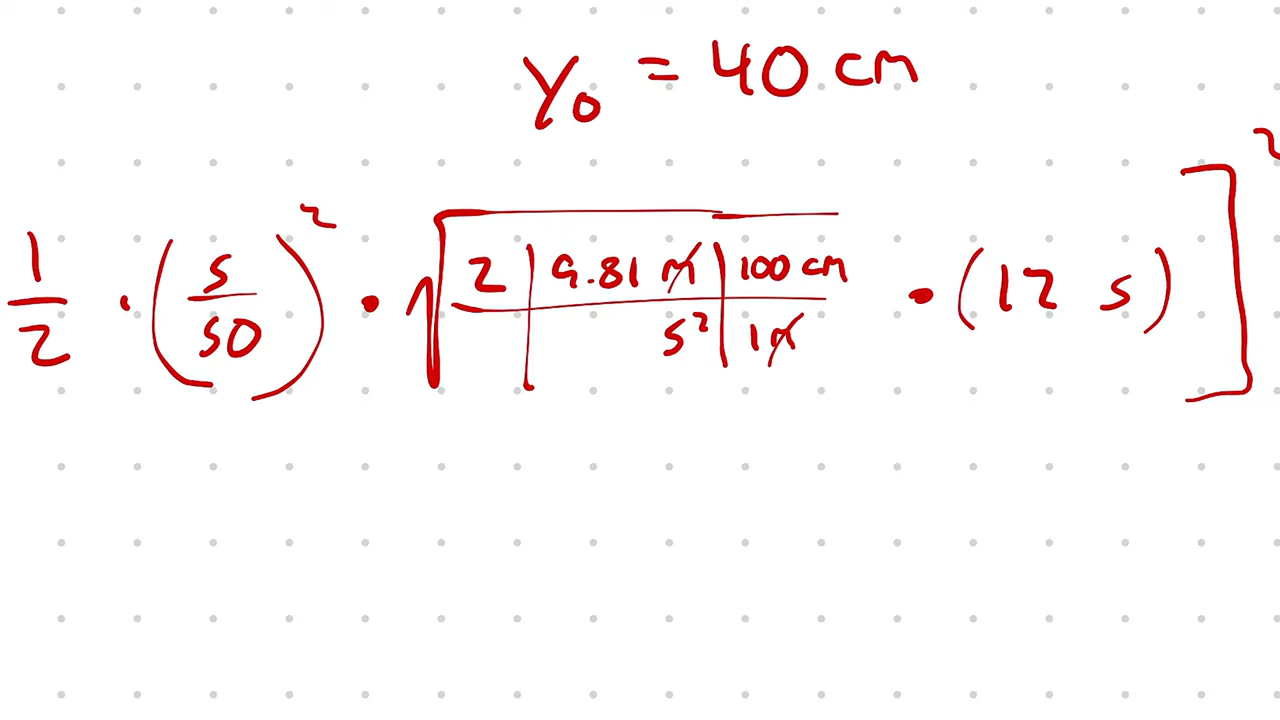 y₀ = 40 cm
1/2 · (5/50)² · √(2 | 9.81 m / s² | 100 cm / 1 m) · (12 s)]²